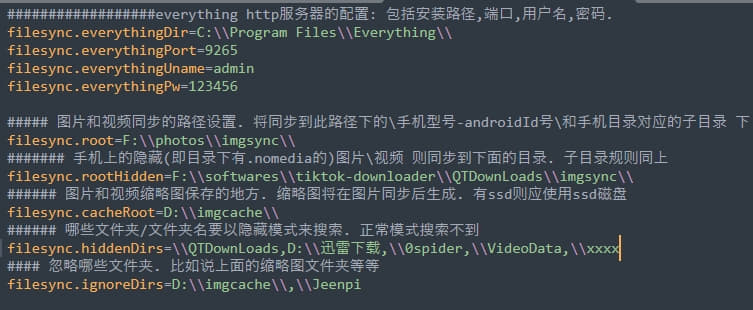 ##################everything http服务器的配置: 包括安装路径,端口,用户名,密码.
filesync.everythingDir=C:\\Program Files\\Everything\\
filesync.everythingPort=9265
filesync.everythingUname=admin
filesync.everythingPw=123456
##### 图片和视频同步的路径设置. 将同步到此路径下的\手机型号-androidId号\和手机目录对应的子目录 下
filesync.root=F:\\photos\\imgsync\\
####### 手机上的隐藏(即目录下有.nomedia的)图片\视频 则同步到下面的目录. 子目录规则同上
filesync.rootHidden=F:\\softwares\\tiktok-downloader\\QTDownLoads\\imgsync\\
###### 图片和视频缩略图保存的地方. 缩略图将在图片同步后生成. 有ssd则应使用ssd磁盘
filesync.cacheRoot=D:\\imgcache\\
###### 哪些文件夹/文件夹名要以隐藏模式来搜索. 正常模式搜索不到
filesync.hiddenDirs=\\QTDownLoads,D:\\迅雷下载,\\0spider,\\VideoData,\\xxxx
#### 忽略哪些文件夹. 比如说上面的缩略图文件夹等等
filesync.ignoreDirs=D:\\imgcache\\,\\Jeenpi